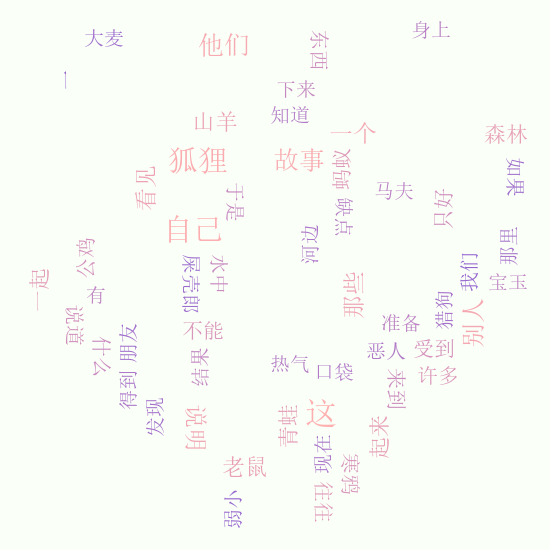 大麦
他们
东西
身上
一
下来
知道
山羊
一个
森林
狐狸
故事
蚂蚁
如果
看见
于是
马夫
只好
缺点
自己
河边
那里
公鸡
屎壳郎
水中
我们
一起
有
那些
宝玉
猎狗
别人
说道
不能
准备
什么
朋友
结果
恶人
受到
热气
口袋
许多
得到
来到
发现
说明
青蛙
这
起来
现在
老鼠
寒鸦
往往
弱小